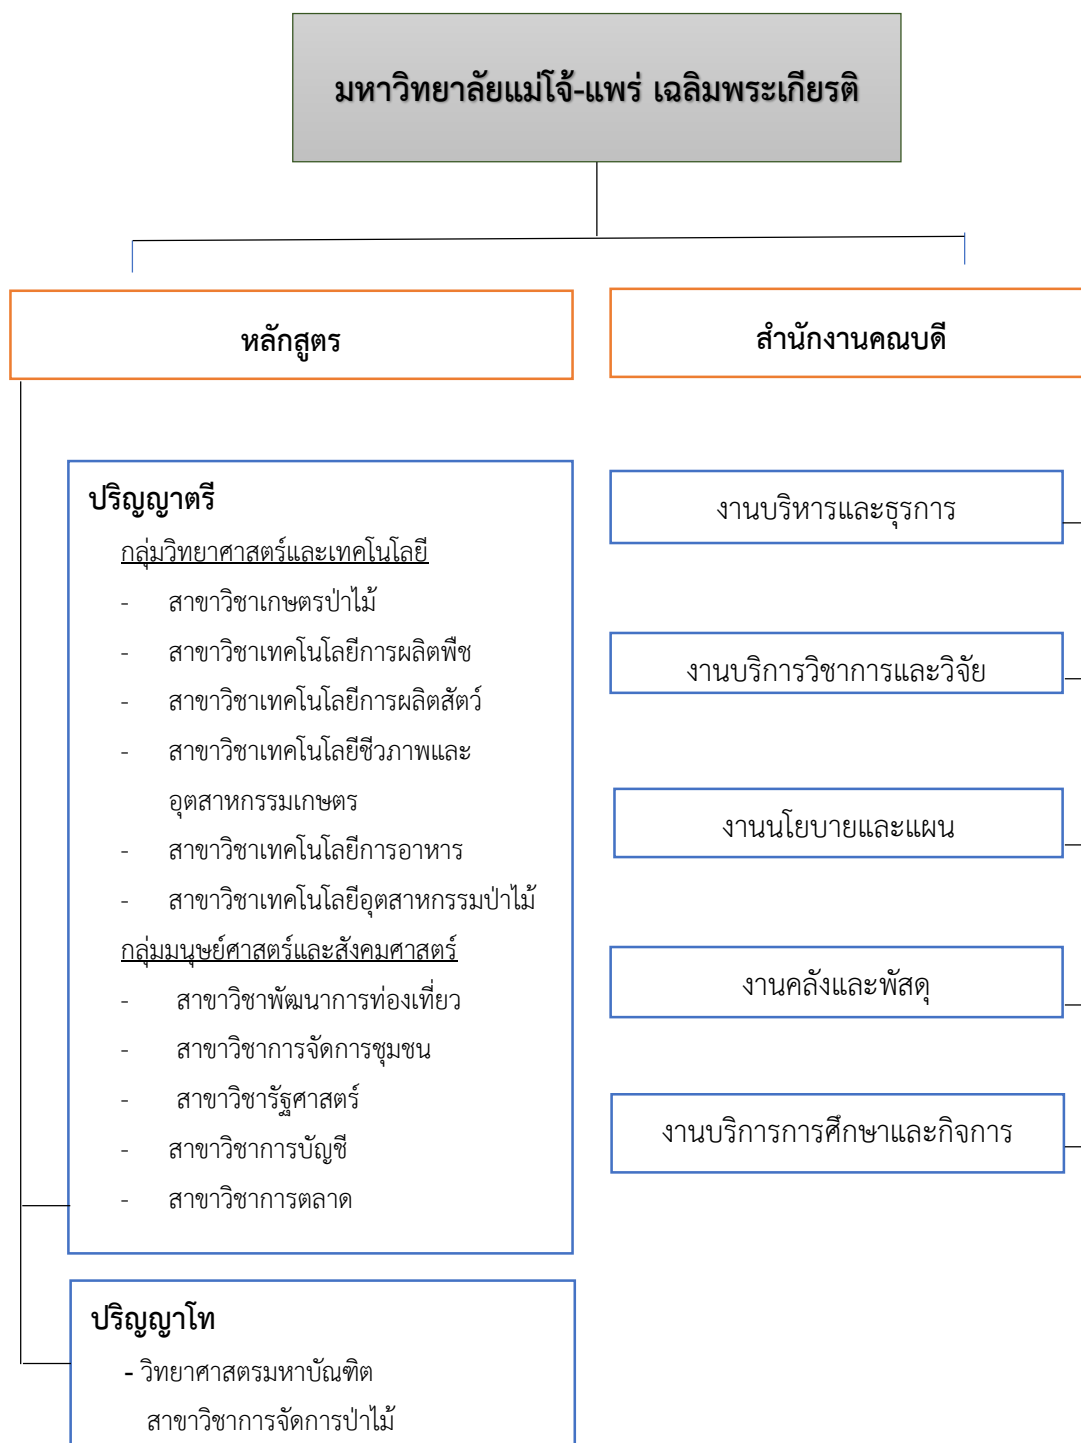 มหาวิทยาลัยแม่โจ้-แพร่ เฉลิมพระเกียรติ
หลักสูตร
สำนักงานคณบดี
ปริญญาตรี
กลุ่มวิทยาศาสตร์และเทคโนโลยี
- สาขาวิชาเกษตรป่าไม้
- สาขาวิชาเทคโนโลยีการผลิตพืช
- สาขาวิชาเทคโนโลยีการผลิตสัตว์
- สาขาวิชาเทคโนโลยีชีวภาพและ
อุตสาหกรรมเกษตร
- สาขาวิชาเทคโนโลยีการอาหาร
- สาขาวิชาเทคโนโลยีอุตสาหกรรมป่าไม้
กลุ่มมนุษย์ศาสตร์และสังคมศาสตร์
- สาขาวิชาพัฒนาการท่องเที่ยว
- สาขาวิชาการจัดการชุมชน
- สาขาวิชารัฐศาสตร์
- สาขาวิชาการบัญชี
- สาขาวิชาการตลาด
ปริญญาโท
- วิทยาศาสตรมหาบัณฑิต
สาขาวิชาการจัดการป่าไม้
งานบริหารและธุรการ
งานบริการวิชาการและวิจัย
งานนโยบายและแผน
งานคลังและพัสดุ
งานบริการการศึกษาและกิจการ